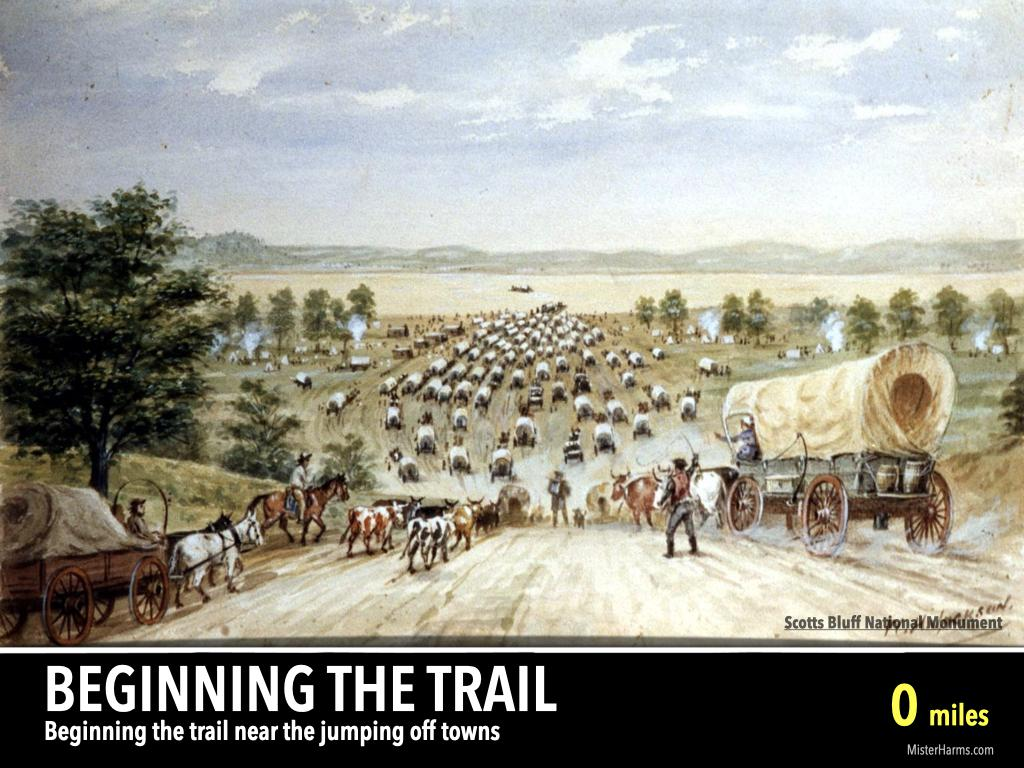 Scotts Bluff National Monument
BEGINNING THE TRAIL
Beginning the trail near the jumping off towns
0 miles
MisterHarms.com